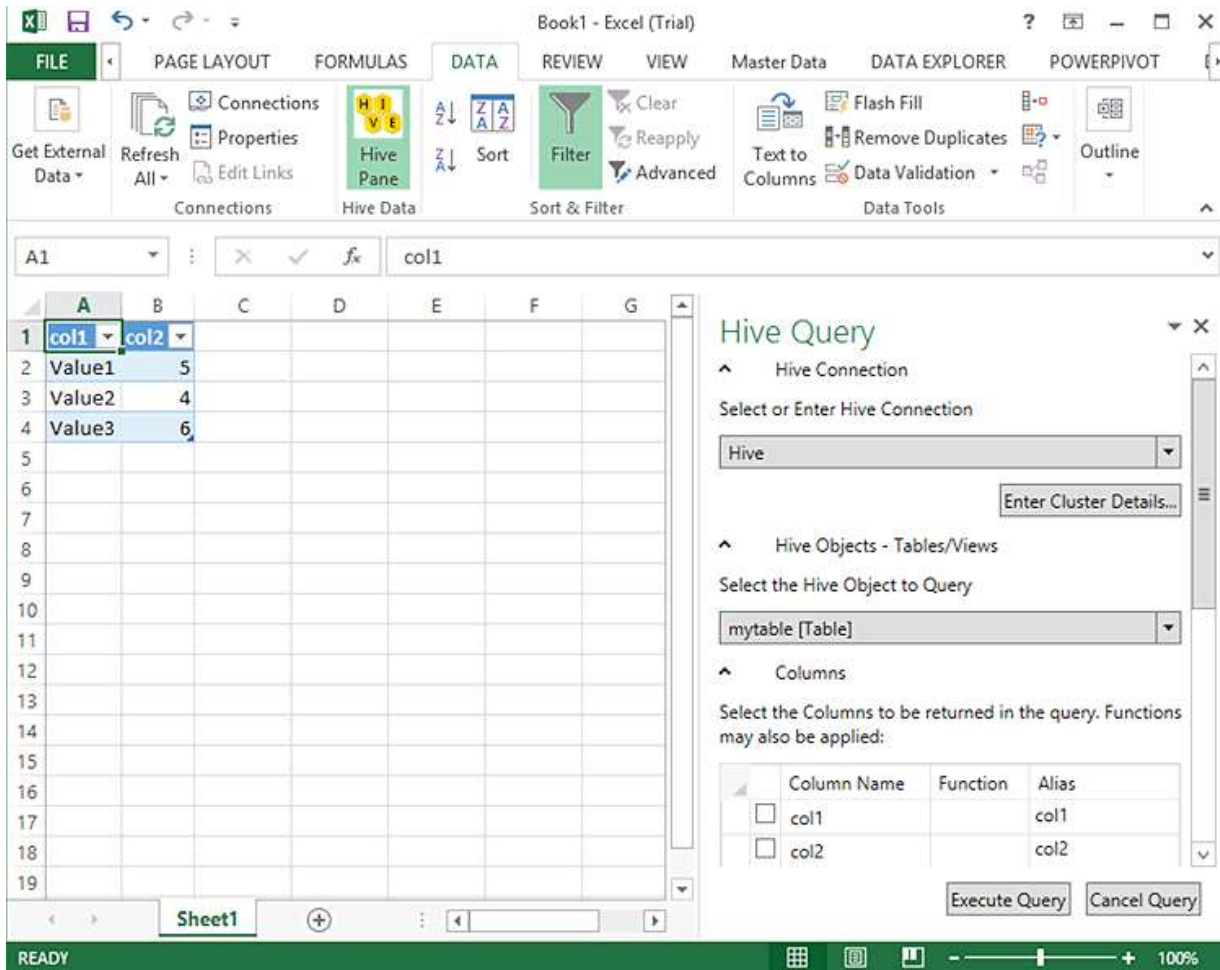 Book1 - Excel (Trial)
FILE PAGE LAYOUT FORMULAS DATA REVIEW VIEW Master Data DATA EXPLORER POWERPIVOT
Get External Data
Refresh All
Connections
Properties
Edit Links
Connections
HIVE
Hive Pane
Hive Data
Sort
Filter
Clear
Reapply
Advanced
Sort & Filter
Text to Columns
Flash Fill
Remove Duplicates
Data Validation
Data Tools
Outline
A1 fx col1
A B C D E F G
1 col1 col2
2 Value1 5
3 Value2 4
4 Value3 6
5
6
7
8
9
10
11
12
13
14
15
16
17
18
19
Sheet1
Hive Query
Hive Connection
Select or Enter Hive Connection
Hive
Enter Cluster Details...
Hive Objects - Tables/Views
Select the Hive Object to Query
mytable [Table]
Columns
Select the Columns to be returned in the query. Functions
may also be applied:
Column Name Function Alias
col1 col1
col2 col2
Execute Query Cancel Query
READY 100%